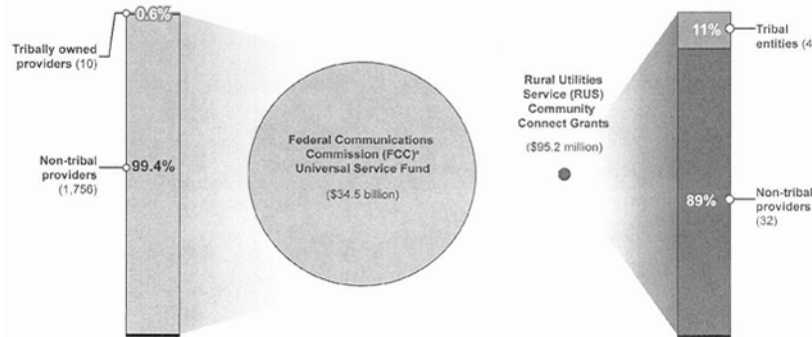 0.6%
Tribally owned
providers (10)
Non-tribal
providers
(1,756)
99.4%
Federal Communications
Commission (FCC)ᵃ
Universal Service Fund
($34.5 billion)
Rural Utilities
Service (RUS)
Community
Connect Grants
($95.2 million)
11%
Tribal
entities (4
89%
Non-tribal
providers
(32)